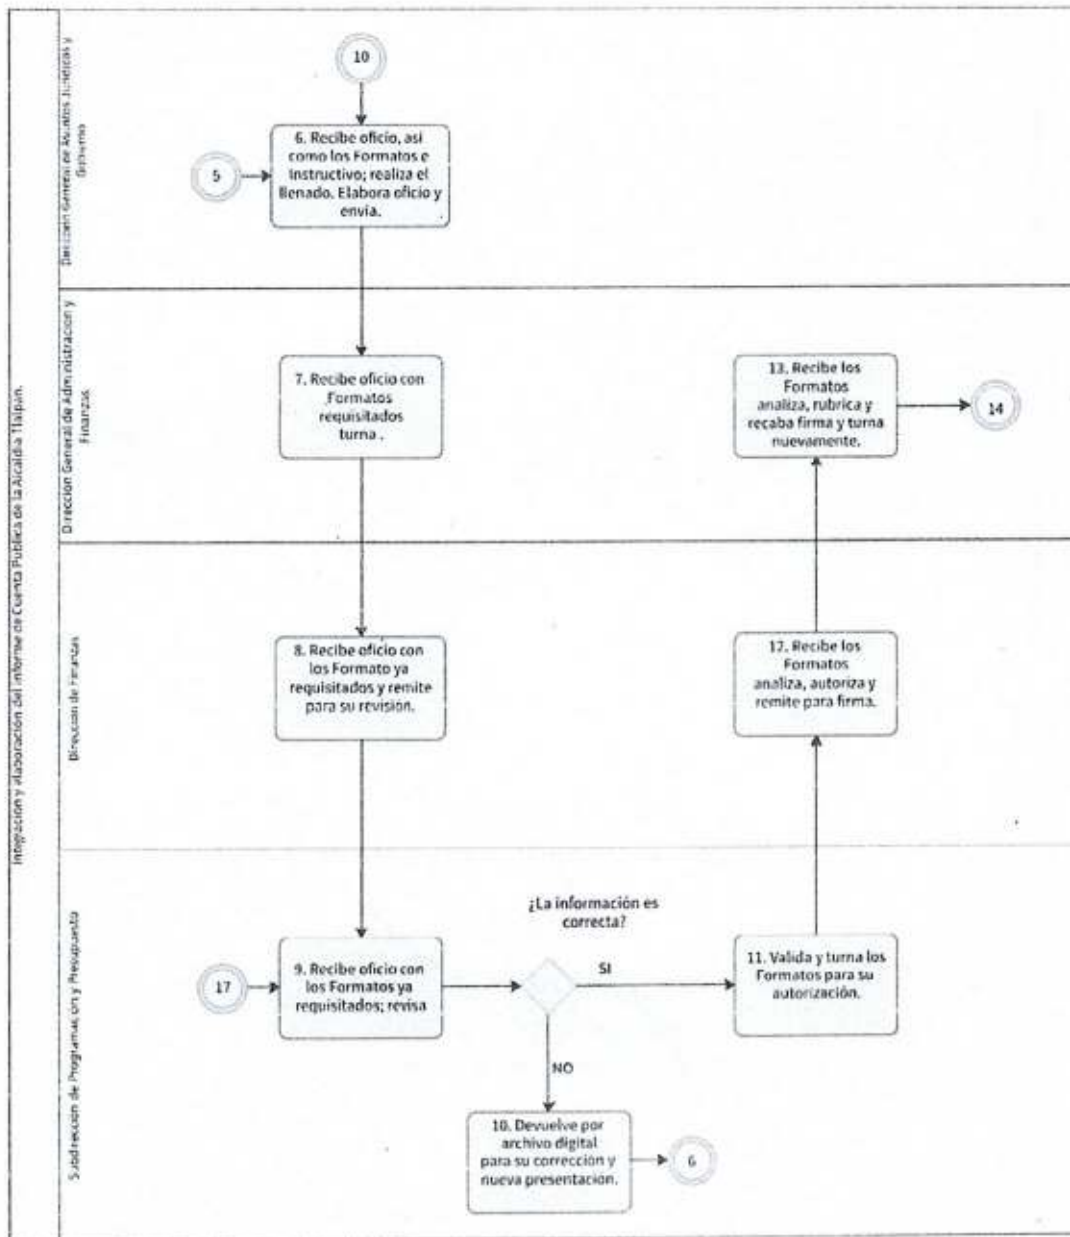 Integración y elaboración del informe de Cuenta Pública de la Alcaldía Tlalpan.
Dirección General de Asuntos Jurídicos y
Gobierno
10
5
6. Recibe oficio, así
como los Formatos e
Instructivo; realiza el
llenado. Elabora oficio y
envía.
Dirección General de Administración y
Finanzas
7. Recibe oficio con
Formatos
requisitados
turna .
13. Recibe los
Formatos
analiza, rubrica y
recaba firma y turna
nuevamente.
14
Dirección de Finanzas
8. Recibe oficio con
los Formato ya
requisitados y remite
para su revisión.
12. Recibe los
Formatos
analiza, autoriza y
remite para firma.
Subdirección de Programación y Presupuesto
17
9. Recibe oficio con
los Formatos ya
requisitados; revisa
¿La información es
correcta?
SI
11. Valida y turna los
Formatos para su
autorización.
NO
10. Devuelve por
archivo digital
para su corrección y
nueva presentación.
6